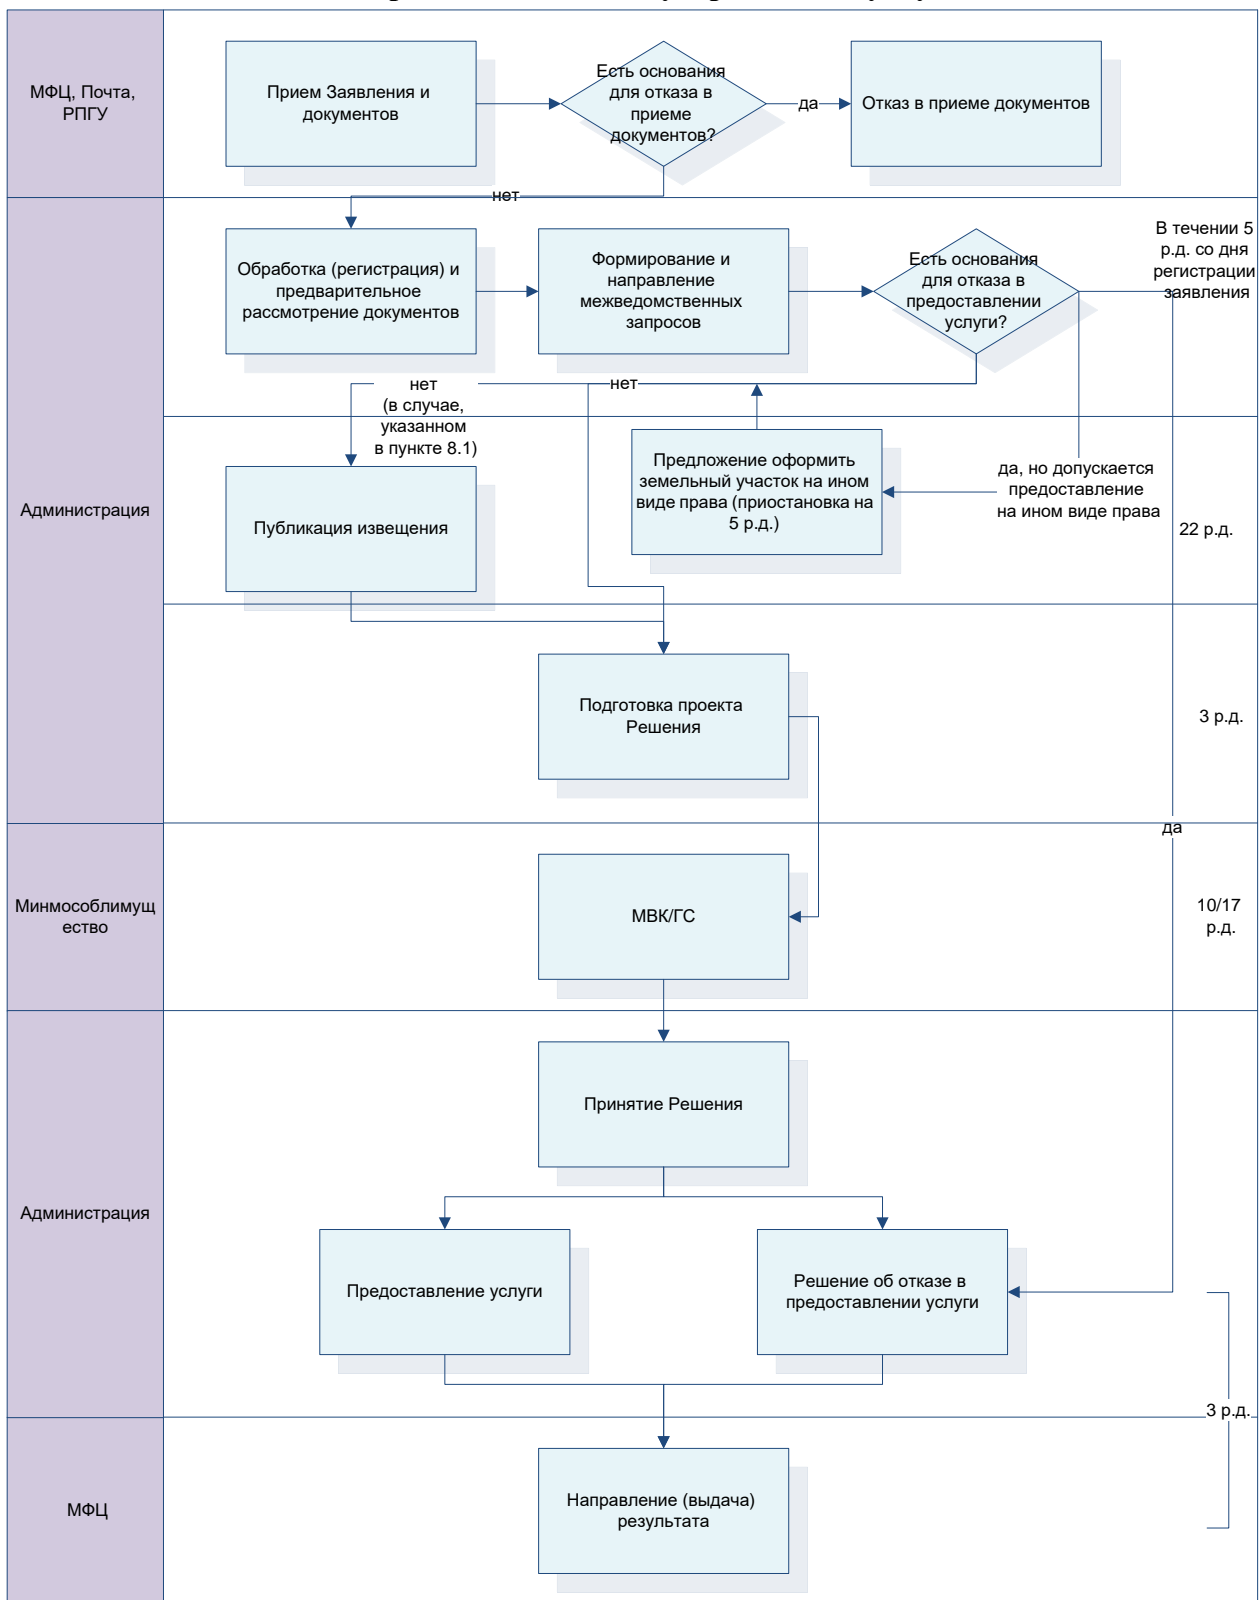 МФЦ, Почта,
РПГУ
Прием Заявления и
документов
Есть основания
для отказа в
приеме
документов?
да
Отказ в приеме документов
нет
Администрация
Обработка (регистрация) и
предварительное
рассмотрение документов
Формирование и
направление
межведомственных
запросов
Есть основания
для отказа в
предоставлении
услуги?
В течении 5
р.д. со дня
регистрации
заявления
нет
(в случае,
указанном
в пункте 8.1)
нет
Публикация извещения
Предложение оформить
земельный участок на ином
виде права (приостановка на
5 р.д.)
да, но допускается
предоставление
на ином виде права
22 р.д.
Подготовка проекта
Решения
3 р.д.
да
Минмособлимущ
ество
МВК/ГС
10/17
р.д.
Администрация
Принятие Решения
Предоставление услуги
Решение об отказе в
предоставлении услуги
3 р.д.
МФЦ
Направление (выдача)
результата